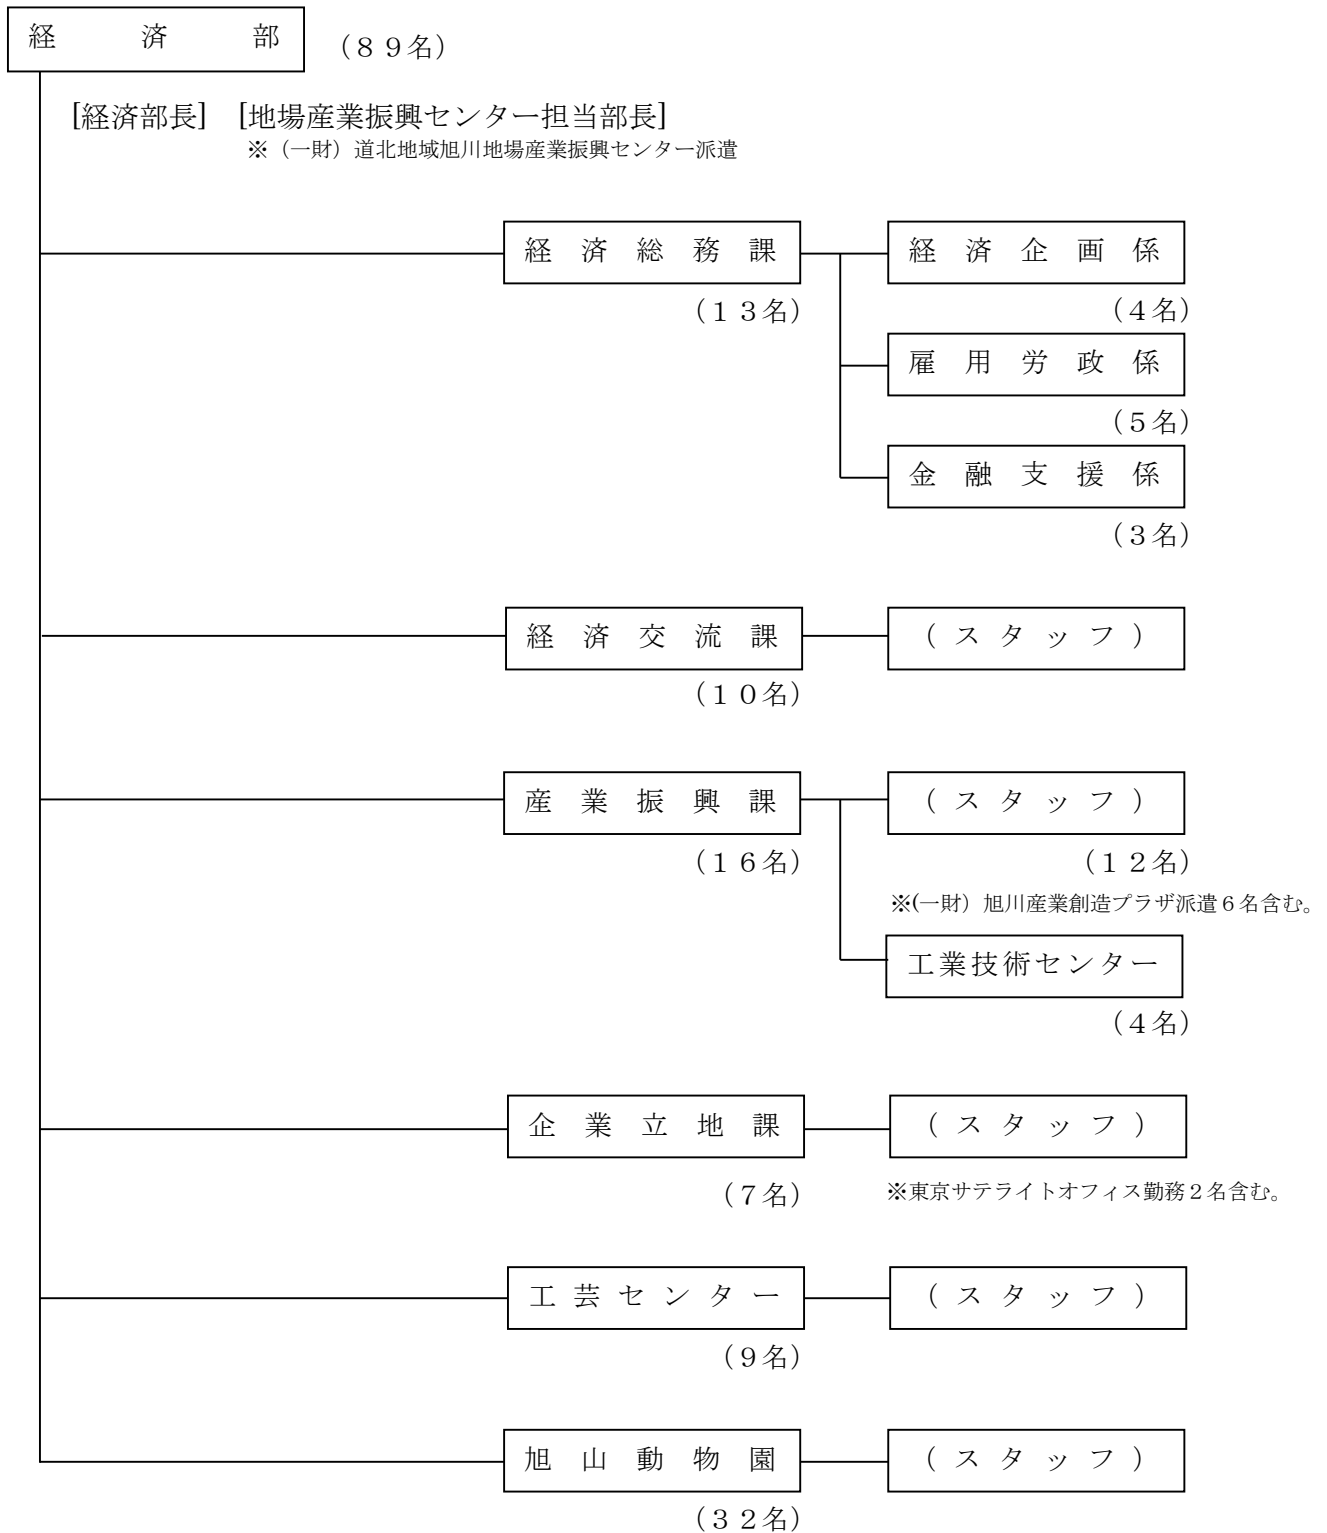 経済部 （８９名）
[経済部長] [地場産業振興センター担当部長]
※（一財）道北地域旭川地場産業振興センター派遣
経済総務課 経済企画係
（１３名） （４名）
雇用労政係
（５名）
金融支援係
（３名）
経済交流課 （スタッフ）
（１０名）
産業振興課 （スタッフ）
（１６名） （１２名）
※(一財）旭川産業創造プラザ派遣６名含む。
工業技術センター
（４名）
企業立地課 （スタッフ）
（７名） ※東京サテライトオフィス勤務２名含む。
工芸センター （スタッフ）
（９名）
旭山動物園 （スタッフ）
（３２名）